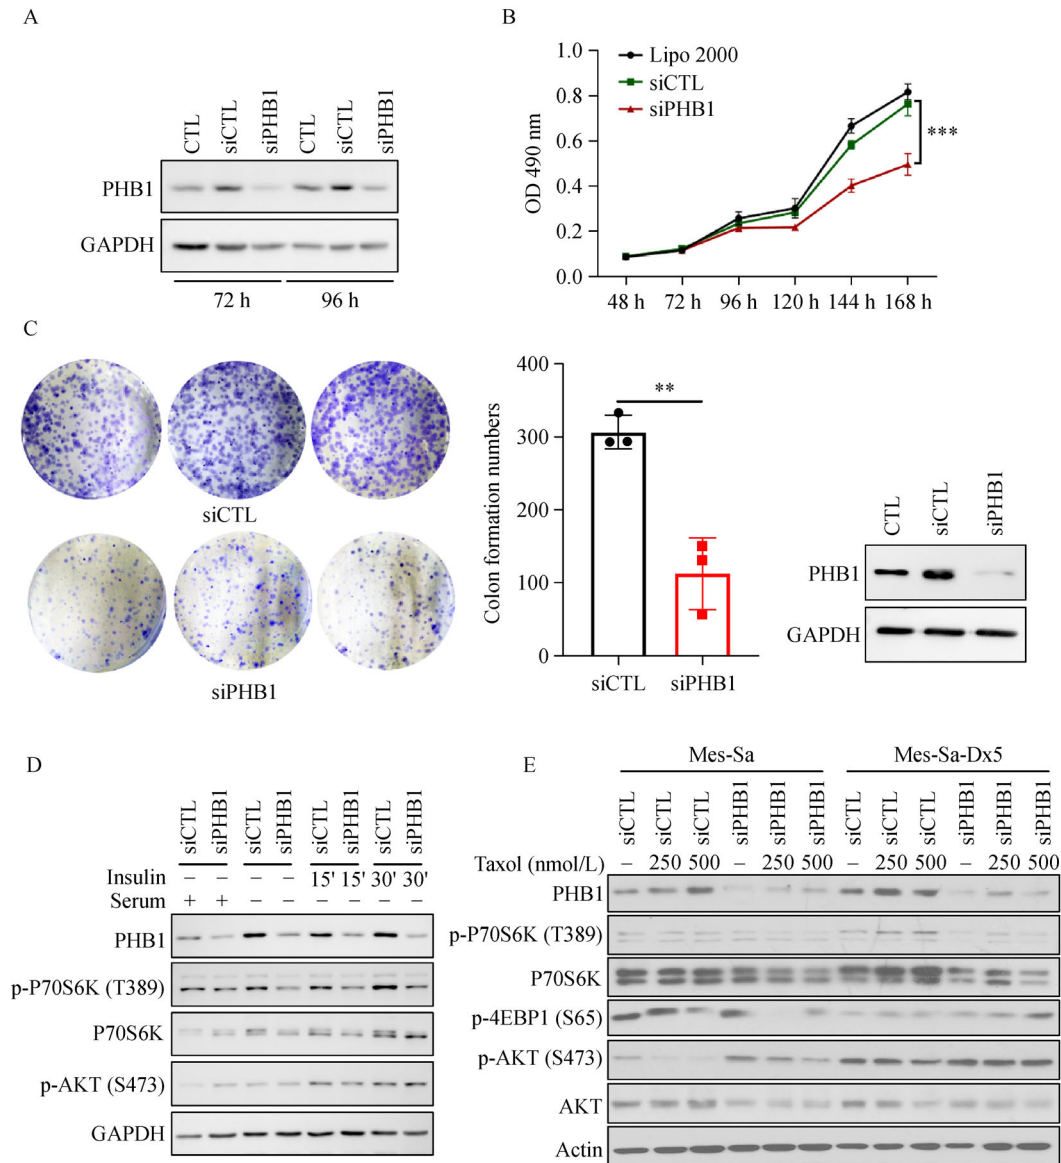 A
CTL siCTL siPHB1 CTL siCTL siPHB1
PHB1
GAPDH
72 h 96 h
B
Lipo 2000
siCTL
siPHB1
***
OD 490 nm
1.0
0.8
0.6
0.4
0.2
0.0
48 h 72 h 96 h 120 h 144 h 168 h
C
siCTL
siPHB1
Colon formation numbers
400
300
200
100
0
**
siCTL siPHB1
CTL siCTL siPHB1
PHB1
GAPDH
D
siCTL siPHB1 siCTL siPHB1 siCTL siPHB1 siCTL siPHB1
Insulin – – – – 15' 15' 30' 30'
Serum + + – – – – – –
PHB1
p-P70S6K (T389)
P70S6K
p-AKT (S473)
GAPDH
E
Mes-Sa Mes-Sa-Dx5
siCTL siCTL siCTL siPHB1 siPHB1 siPHB1 siCTL siCTL siCTL siPHB1 siPHB1 siPHB1
Taxol (nmol/L) – 250 500 – 250 500 – 250 500 – 250 500
PHB1
p-P70S6K (T389)
P70S6K
p-4EBP1 (S65)
p-AKT (S473)
AKT
Actin